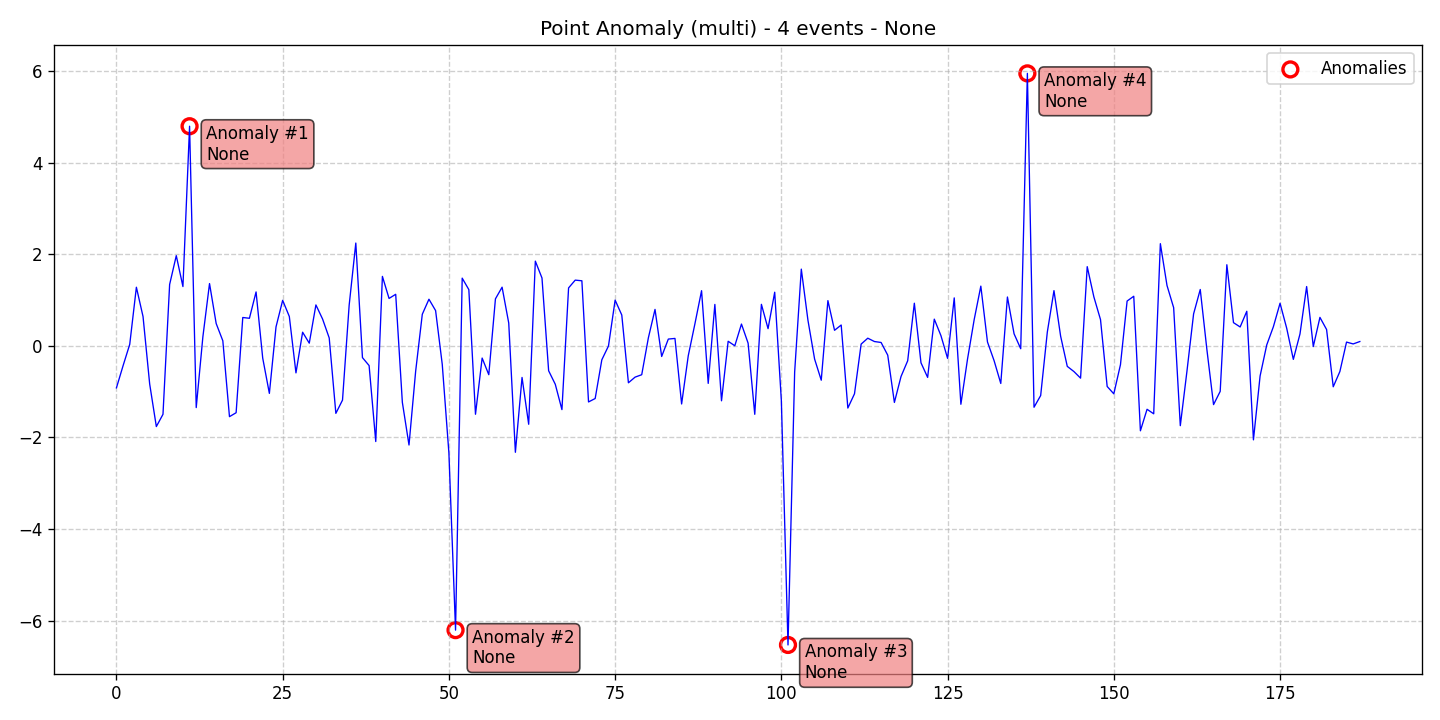 Point Anomaly (multi) - 4 events - None
Anomalies
Anomaly #1
None
Anomaly #2
None
Anomaly #3
None
Anomaly #4
None
6
4
2
0
−2
−4
−6
0
25
50
75
100
125
150
175